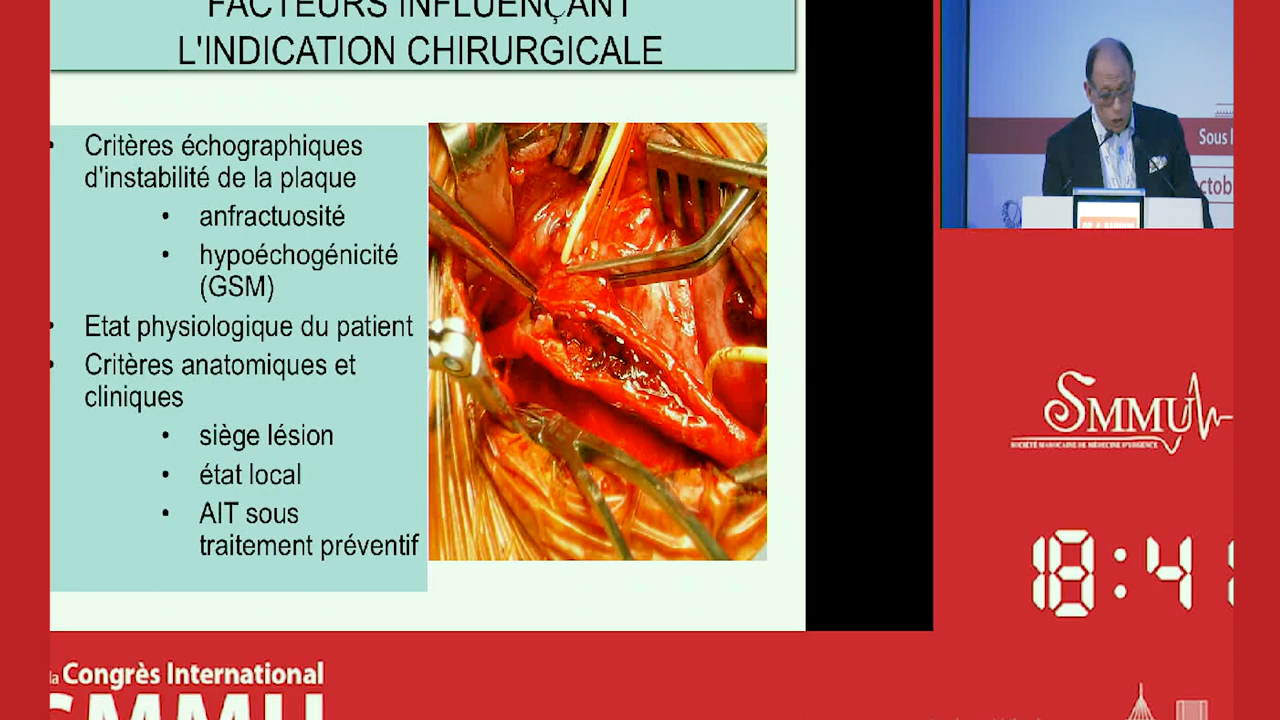 FACTEURS INFLUENÇANT
L'INDICATION CHIRURGICALE
• Critères échographiques
d'instabilité de la plaque
• anfractuosité
• hypoéchogénicité
(GSM)
• Etat physiologique du patient
• Critères anatomiques et
cliniques
• siège lésion
• état local
• AIT sous
traitement préventif
Sous l
ctob
SMMU
SOCIÉTÉ MAROCAINE DE MÉDECINE D'URGENCE
18:4
la Congrès International
SMMU